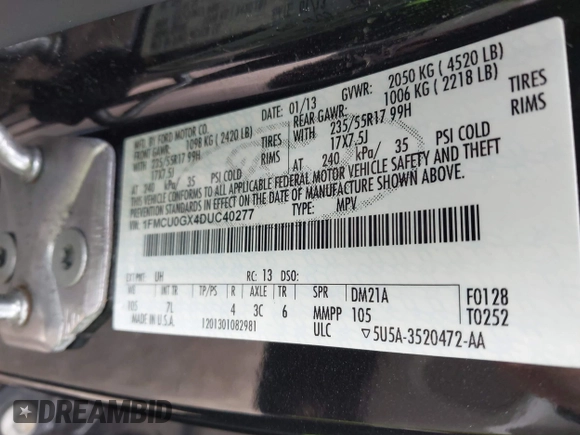 MFD. BY FORD MOTOR CO.
DATE: 01/13 GVWR: 2050 KG ( 4520 LB)
FRONT GAWR: 1098 KG ( 2420 LB)
REAR GAWR: 1006 KG ( 2218 LB)
235/55R17 99H TIRES
WITH 235/55R17 99H TIRES
17X7.5J RIMS
17X7.5J RIMS
AT 240 kPa/ 35 PSI COLD
AT 240 kPa/ 35 PSI COLD
THIS VEHICLE CONFORMS TO ALL APPLICABLE FEDERAL MOTOR VEHICLE SAFETY AND THEFT
PREVENTION STANDARDS IN EFFECT ON THE DATE OF MANUFACTURE SHOWN ABOVE.
VIN: 1FMCU0GX4DUC40277
TYPE: MPV
EXT PNT: UH RC: 13 DSO:
WB INT TR TP/PS R AXLE TR SPR DM21A F0128
105 7L 4 3C 6 MMPP 105 T0252
MADE IN U.S.A. 1201301082981 ULC ▽5U5A-3520472-AA
DREAMBID